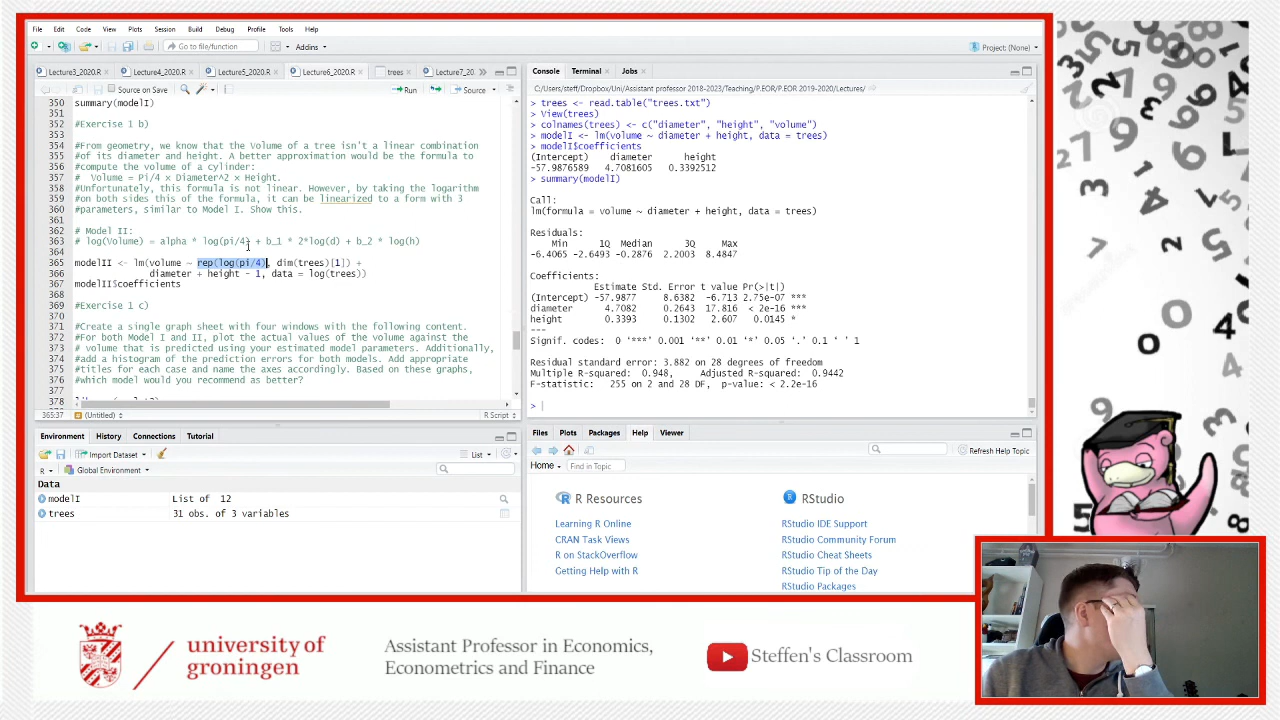 File Edit Code View Plots Session Build Debug Profile Tools Help
Go to file/function Addins Project: (None)
Lecture3_2020.R Lecture4_2020.R Lecture5_2020.R trees Lecture7_20
Source on Save Run Source
350 summary(modelI)
351
352 #Exercise 1 b)
353
354 #From geometry, we know that the volume of a tree isn't a linear combination
355 #of its diameter and height. A better approximation would be the formula to
356 #compute the volume of a cylinder:
357 # Volume = Pi/4 x Diameter^2 x Height.
358 #Unfortunately, this formula is not linear. However, by taking the logarithm
359 #on both sides this of the formula, it can be linearized to a form with 3
360 #parameters, similar to Model I. Show this.
361
362 # Model II:
363 # log(Volume) = alpha * log(pi/4) + b_1 * 2*log(d) + b_2 * log(h)
364
365 modelII <- lm(volume ~ rep(log(pi/4), dim(trees)[1]) +
366 diameter + height - 1, data = log(trees))
367 modelII$coefficients
368
369 #Exercise 1 c)
370
371 #Create a single graph sheet with four windows with the following content.
372 #For both Model I and II, plot the actual values of the volume against the
373 # volume that is predicted using your estimated model parameters. Additionally,
374 #add a histogram of the prediction errors for both models. Add appropriate
375 #titles for each case and name the axes accordingly. Based on these graphs,
376 #which model would you recommend as better?
377
378
365:37 (Untitled) R Script
Environment History Connections Tutorial
Import Dataset List
R Global Environment
Data
modelI List of 12
trees 31 obs. of 3 variables
Console Terminal Jobs
C:/Users/steff/Dropbox/Uni/Assistant professor 2018-2023/Teaching/P.EOR/P.EOR 2019-2020/Lectures/
> trees <- read.table("trees.txt")
> View(trees)
> colnames(trees) <- c("diameter", "height", "volume")
> modelI <- lm(volume ~ diameter + height, data = trees)
> modelI$coefficients
(Intercept) diameter height
-57.9876589 4.7081605 0.3392512
> summary(modelI)
Call:
lm(formula = volume ~ diameter + height, data = trees)
Residuals:
Min 1Q Median 3Q Max
-6.4065 -2.6493 -0.2876 2.2003 8.4847
Coefficients:
Estimate Std. Error t value Pr(>|t|)
(Intercept) -57.9877 8.6382 -6.713 2.75e-07 ***
diameter 4.7082 0.2643 17.816 < 2e-16 ***
height 0.3393 0.1302 2.607 0.0145 *
---
Signif. codes: 0 '***' 0.001 '**' 0.01 '*' 0.05 '.' 0.1 ' ' 1
Residual standard error: 3.882 on 28 degrees of freedom
Multiple R-squared: 0.948, Adjusted R-squared: 0.9442
F-statistic: 255 on 2 and 28 DF, p-value: < 2.2e-16
>
Files Plots Packages Help Viewer
Refresh Help Topic
Home Find in Topic
R Resources
Learning R Online
CRAN Task Views
R on StackOverflow
Getting Help with R
RStudio
RStudio IDE Support
RStudio Community Forum
RStudio Cheat Sheets
RStudio Tip of the Day
RStudio Packages
university of
groningen
Assistant Professor in Economics,
Econometrics and Finance
Steffen's Classroom